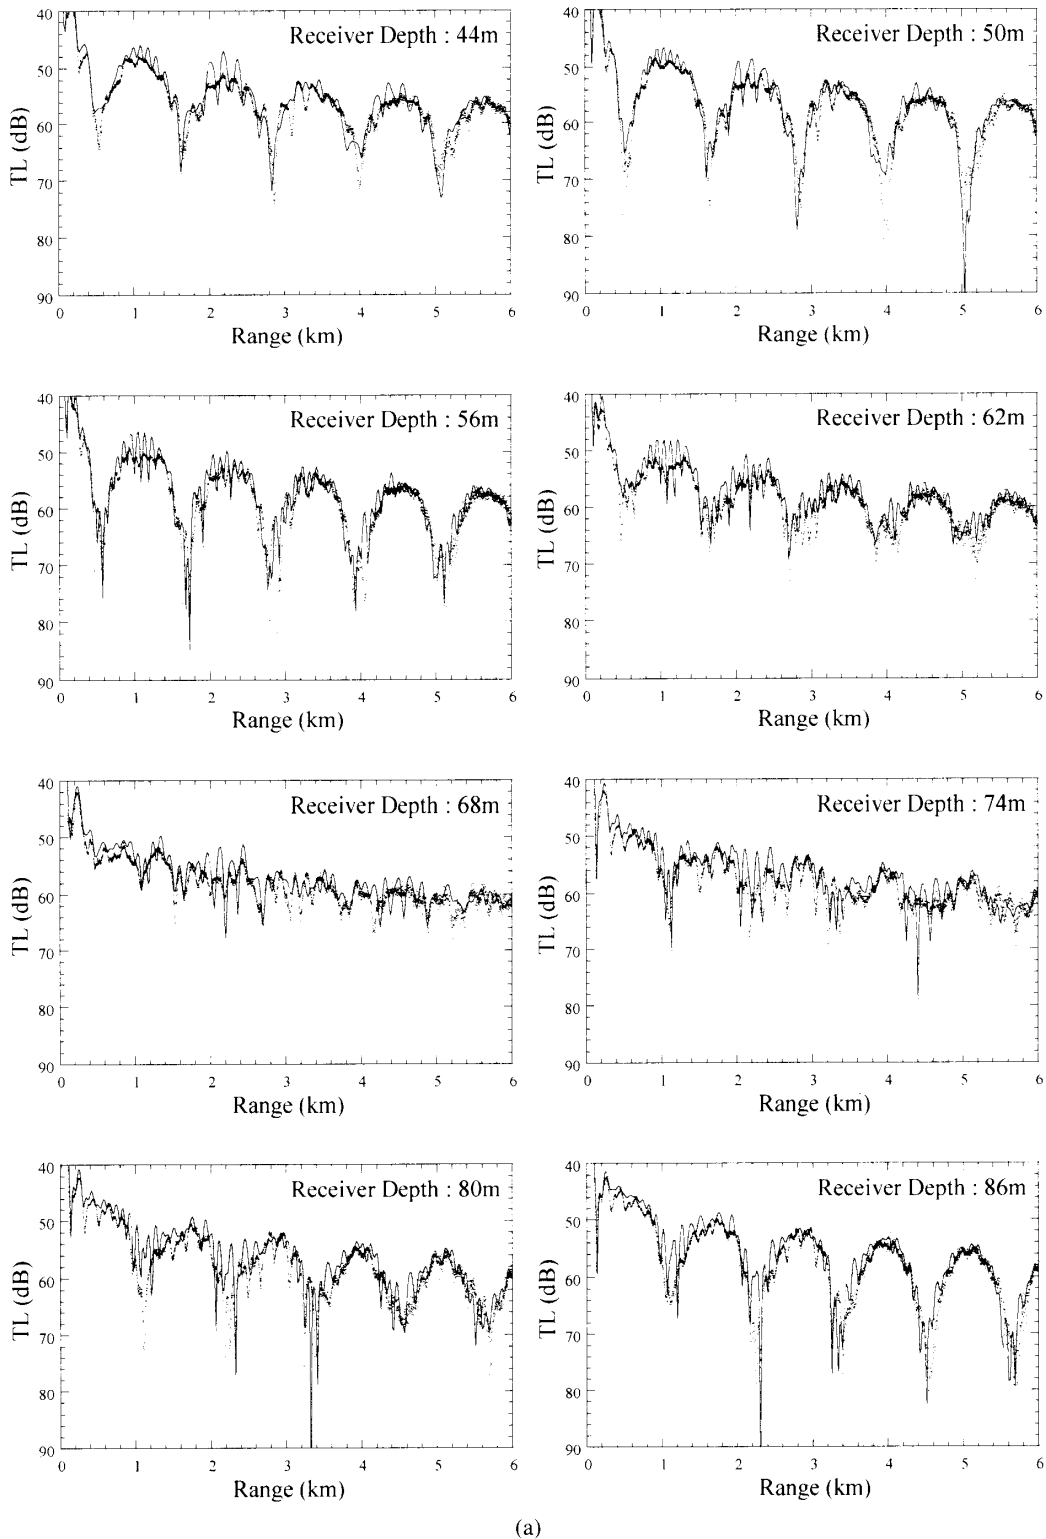 Receiver Depth : 44m
TL (dB)
40
50
60
70
80
90
0 1 2 3 4 5 6
Range (km)
Receiver Depth : 50m
TL (dB)
40
50
60
70
80
90
0 1 2 3 4 5 6
Range (km)
Receiver Depth : 56m
TL (dB)
40
50
60
70
80
90
0 1 2 3 4 5 6
Range (km)
Receiver Depth : 62m
TL (dB)
40
50
60
70
80
90
0 1 2 3 4 5 6
Range (km)
Receiver Depth : 68m
TL (dB)
40
50
60
70
80
90
0 1 2 3 4 5 6
Range (km)
Receiver Depth : 74m
TL (dB)
40
50
60
70
80
90
0 1 2 3 4 5 6
Range (km)
Receiver Depth : 80m
TL (dB)
40
50
60
70
80
90
0 1 2 3 4 5 6
Range (km)
Receiver Depth : 86m
TL (dB)
40
50
60
70
80
90
0 1 2 3 4 5 6
Range (km)
(a)